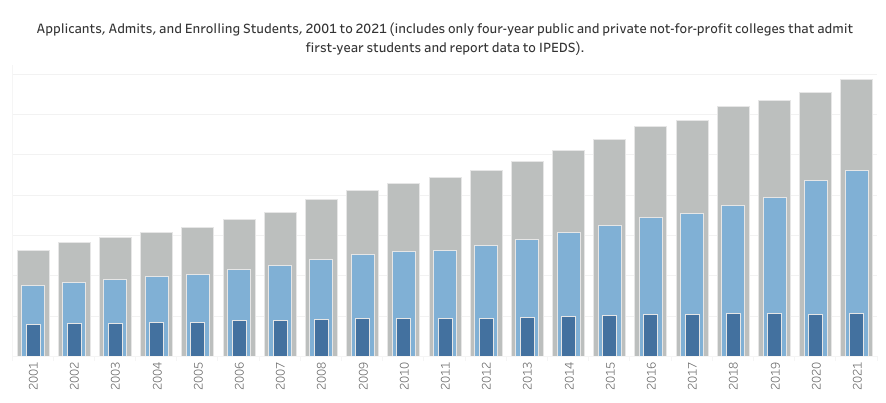 Applicants, Admits, and Enrolling Students, 2001 to 2021 (includes only four-year public and private not-for-profit colleges that admit
first-year students and report data to IPEDS).
2001 2002 2003 2004 2005 2006 2007 2008 2009 2010 2011 2012 2013 2014 2015 2016 2017 2018 2019 2020 2021